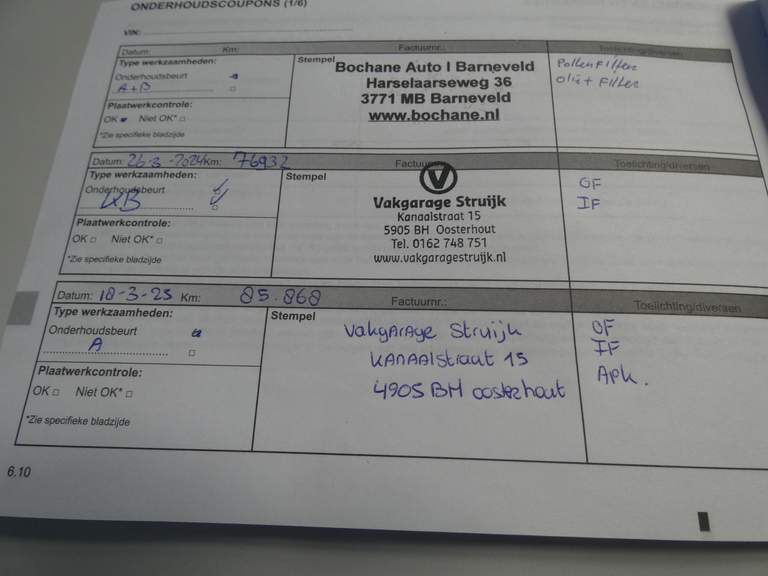 ONDERHOUDSCOUPONS (1/6)
VIN:
Datum: Km: Factuurnr.: Toelichting/diversen
Type werkzaamheden:
Stempel
Onderhoudsbeurt
A+B
Plaatwerkcontrole:
OK Niet OK*
*Zie specifieke bladzijde
Bochane Auto I Barneveld
Harselaarseweg 36
3771 MB Barneveld
www.bochane.nl
Pollenfilter
olie+ Filter
Datum: 26-3-2024 Km: 76932 Factuurnr.: Toelichting/diversen
Type werkzaamheden:
Stempel
Onderhoudsbeurt
Plaatwerkcontrole:
OK Niet OK*
*Zie specifieke bladzijde
V
Vakgarage Struijk
Kanaalstraat 15
5905 BH Oosterhout
Tel. 0162 748 751
www.vakgaragestruijk.nl
OF
IF
Datum: 18-3-25 Km: 85.868 Factuurnr.: Toelichting/diversen
Type werkzaamheden:
Stempel
Onderhoudsbeurt
A
Plaatwerkcontrole:
OK Niet OK*
*Zie specifieke bladzijde
Vakgarage Struijk
Kanaalstraat 15
4905 BH oosterhout
OF
IF
Apk.
6.10